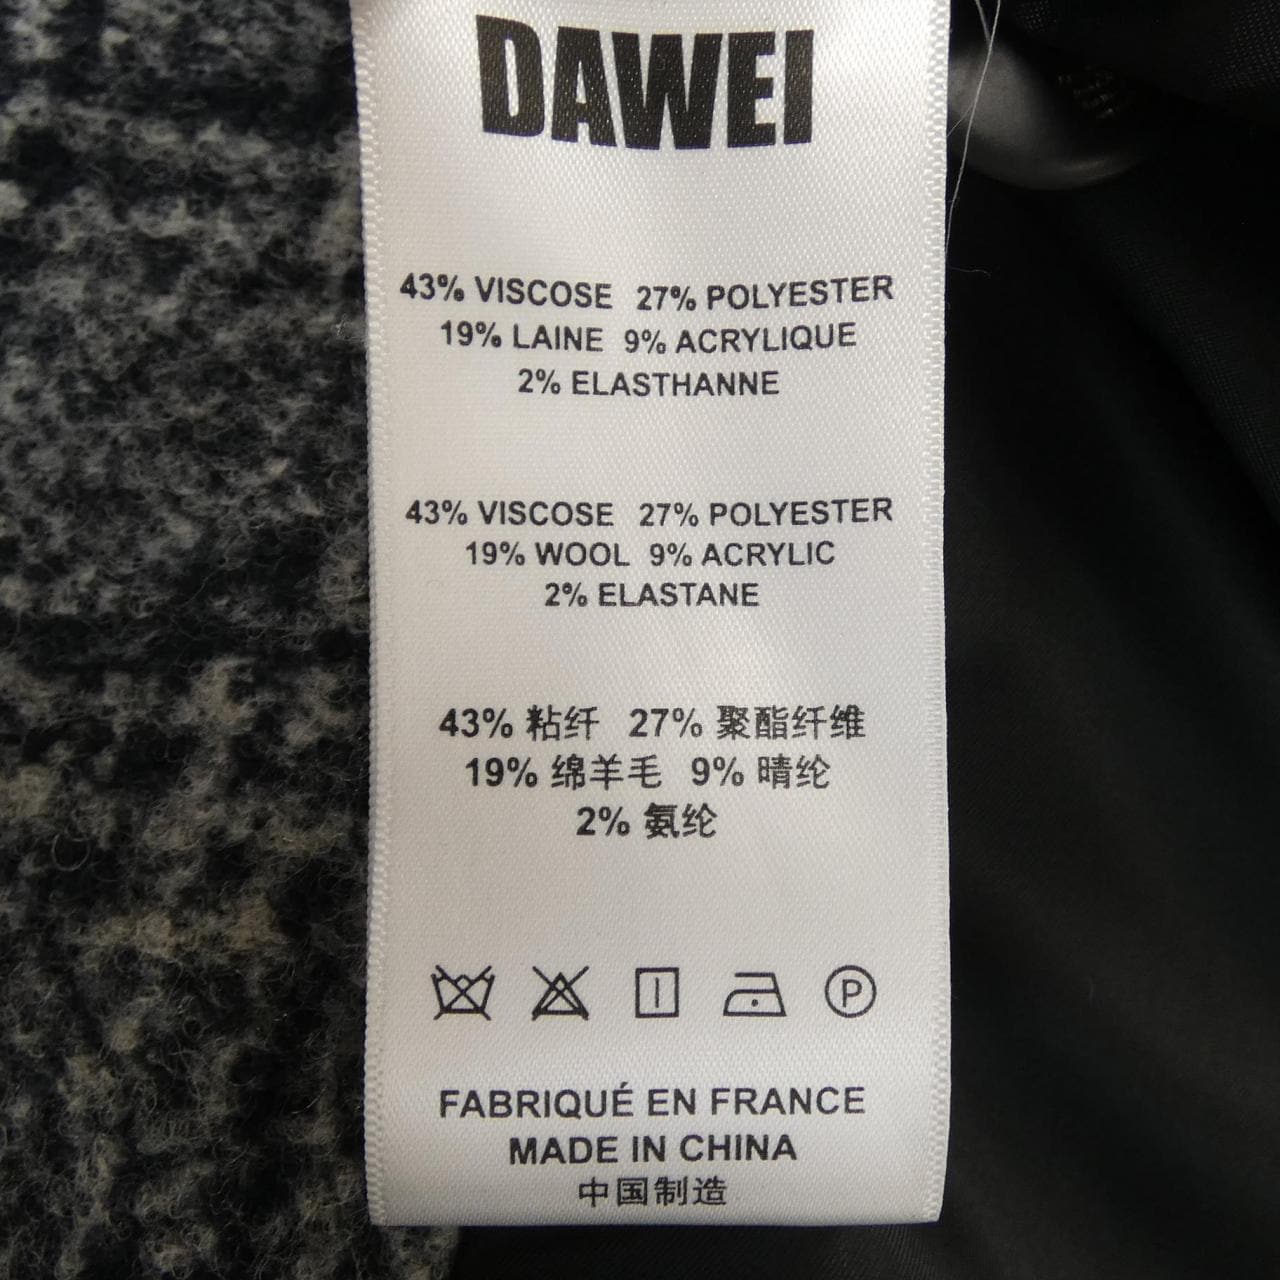 DAWEI
43% VISCOSE 27% POLYESTER
19% LAINE 9% ACRYLIQUE
2% ELASTHANNE
43% VISCOSE 27% POLYESTER
19% WOOL 9% ACRYLIC
2% ELASTANE
43% 粘纤 27% 聚酯纤维
19% 绵羊毛 9% 晴纶
2% 氨纶
P
FABRIQUÉ EN FRANCE
MADE IN CHINA
中国制造